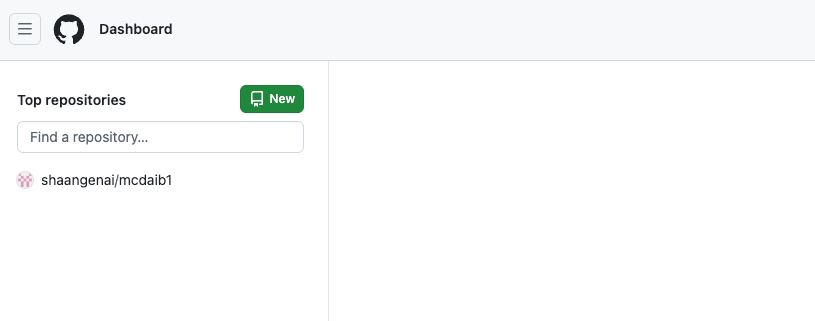 Dashboard
Top repositories
New
Find a repository...
shaangenai/mcdaib1